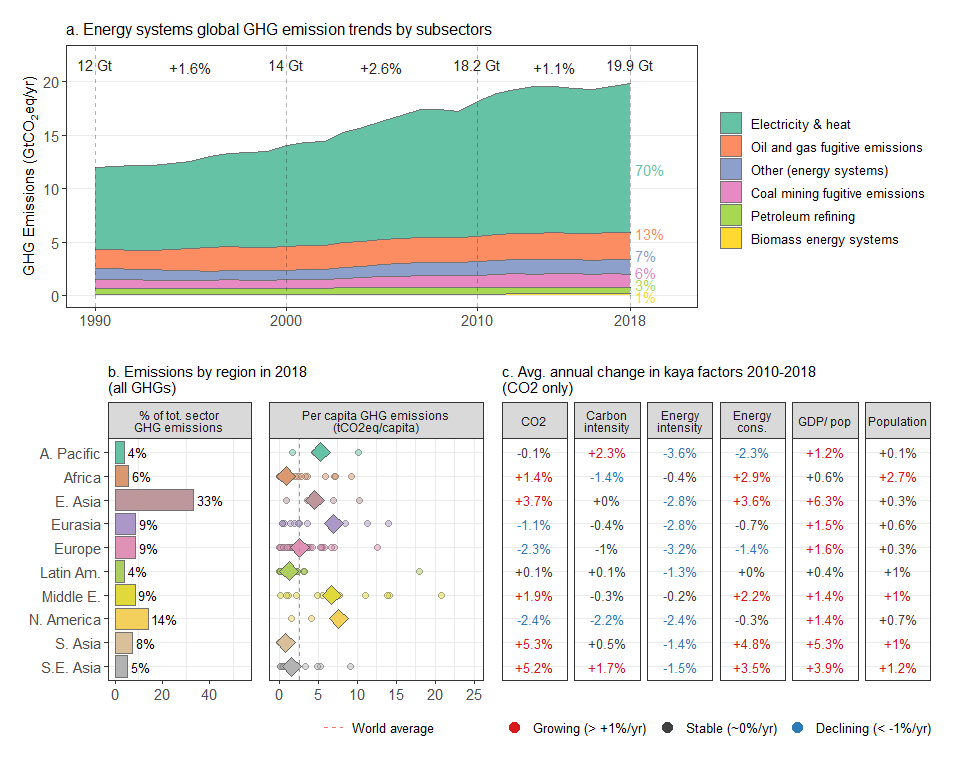 a. Energy systems global GHG emission trends by subsectors
12 Gt +1.6% 14 Gt +2.6% 18.2 Gt +1.1% 19.9 Gt
GHG Emissions (GtCO2eq/yr)
20
15
10
5
0
70%
13%
7%
6%
3%
1%
1990 2000 2010 2018
Electricity & heat
Oil and gas fugitive emissions
Other (energy systems)
Coal mining fugitive emissions
Petroleum refining
Biomass energy systems
b. Emissions by region in 2018
(all GHGs)
% of tot. sector
GHG emissions
Per capita GHG emissions
(tCO2eq/capita)
A. Pacific 4%
Africa 6%
E. Asia 33%
Eurasia 9%
Europe 9%
Latin Am. 4%
Middle E. 9%
N. America 14%
S. Asia 8%
S.E. Asia 5%
0 20 40
0 5 10 15 20 25
World average
c. Avg. annual change in kaya factors 2010-2018
(CO2 only)
CO2 Carbon intensity Energy intensity Energy cons. GDP/ pop Population
-0.1% +2.3% -3.6% -2.3% +1.2% +0.1%
+1.4% -1.4% -0.4% +2.9% +0.6% +2.7%
+3.7% +0% -2.8% +3.6% +6.3% +0.3%
-1.1% -0.4% -2.8% -0.7% +1.5% +0.6%
-2.3% -1% -3.2% -1.4% +1.6% +0.3%
+0.1% +0.1% -1.3% +0% +0.4% +1%
+1.9% -0.3% -0.2% +2.2% +1.4% +1%
-2.4% -2.2% -2.4% -0.3% +1.4% +0.7%
+5.3% +0.5% -1.4% +4.8% +5.3% +1%
+5.2% +1.7% -1.5% +3.5% +3.9% +1.2%
Growing (> +1%/yr) Stable (~0%/yr) Declining (< -1%/yr)